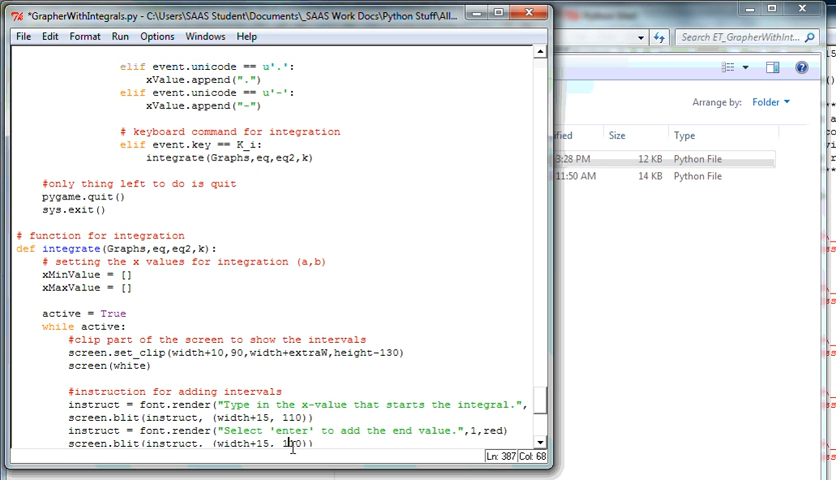 *GrapherWithIntegrals.py - C:\Users\SAAS Student\Documents\_SAAS Work Docs\Python Stuff\All...
File Edit Format Run Options Windows Help
elif event.unicode == u'.':
xValue.append(".")
elif event.unicode == u'-':
xValue.append("-")
# keyboard command for integration
elif event.key == K_i:
integrate(Graphs,eq,eq2,k)
#only thing left to do is quit
pygame.quit()
sys.exit()
# function for integration
def integrate(Graphs,eq,eq2,k):
# setting the x values for integration (a,b)
xMinValue = []
xMaxValue = []
active = True
while active:
#clip part of the screen to show the intervals
screen.set_clip(width+10,90,width+extraW,height-130)
screen(white)
#instruction for adding intervals
instruct = font.render("Type in the x-value that starts the integral.",
screen.blit(instruct, (width+15, 110))
instruct = font.render("Select 'enter' to add the end value.",1,red)
screen.blit(instruct, (width+15,
Ln: 387 Col: 68
Search ET_GrapherWithInt...
Arrange by: Folder
Size Type
3:28 PM 12 KB Python File
11:50 AM 14 KB Python File